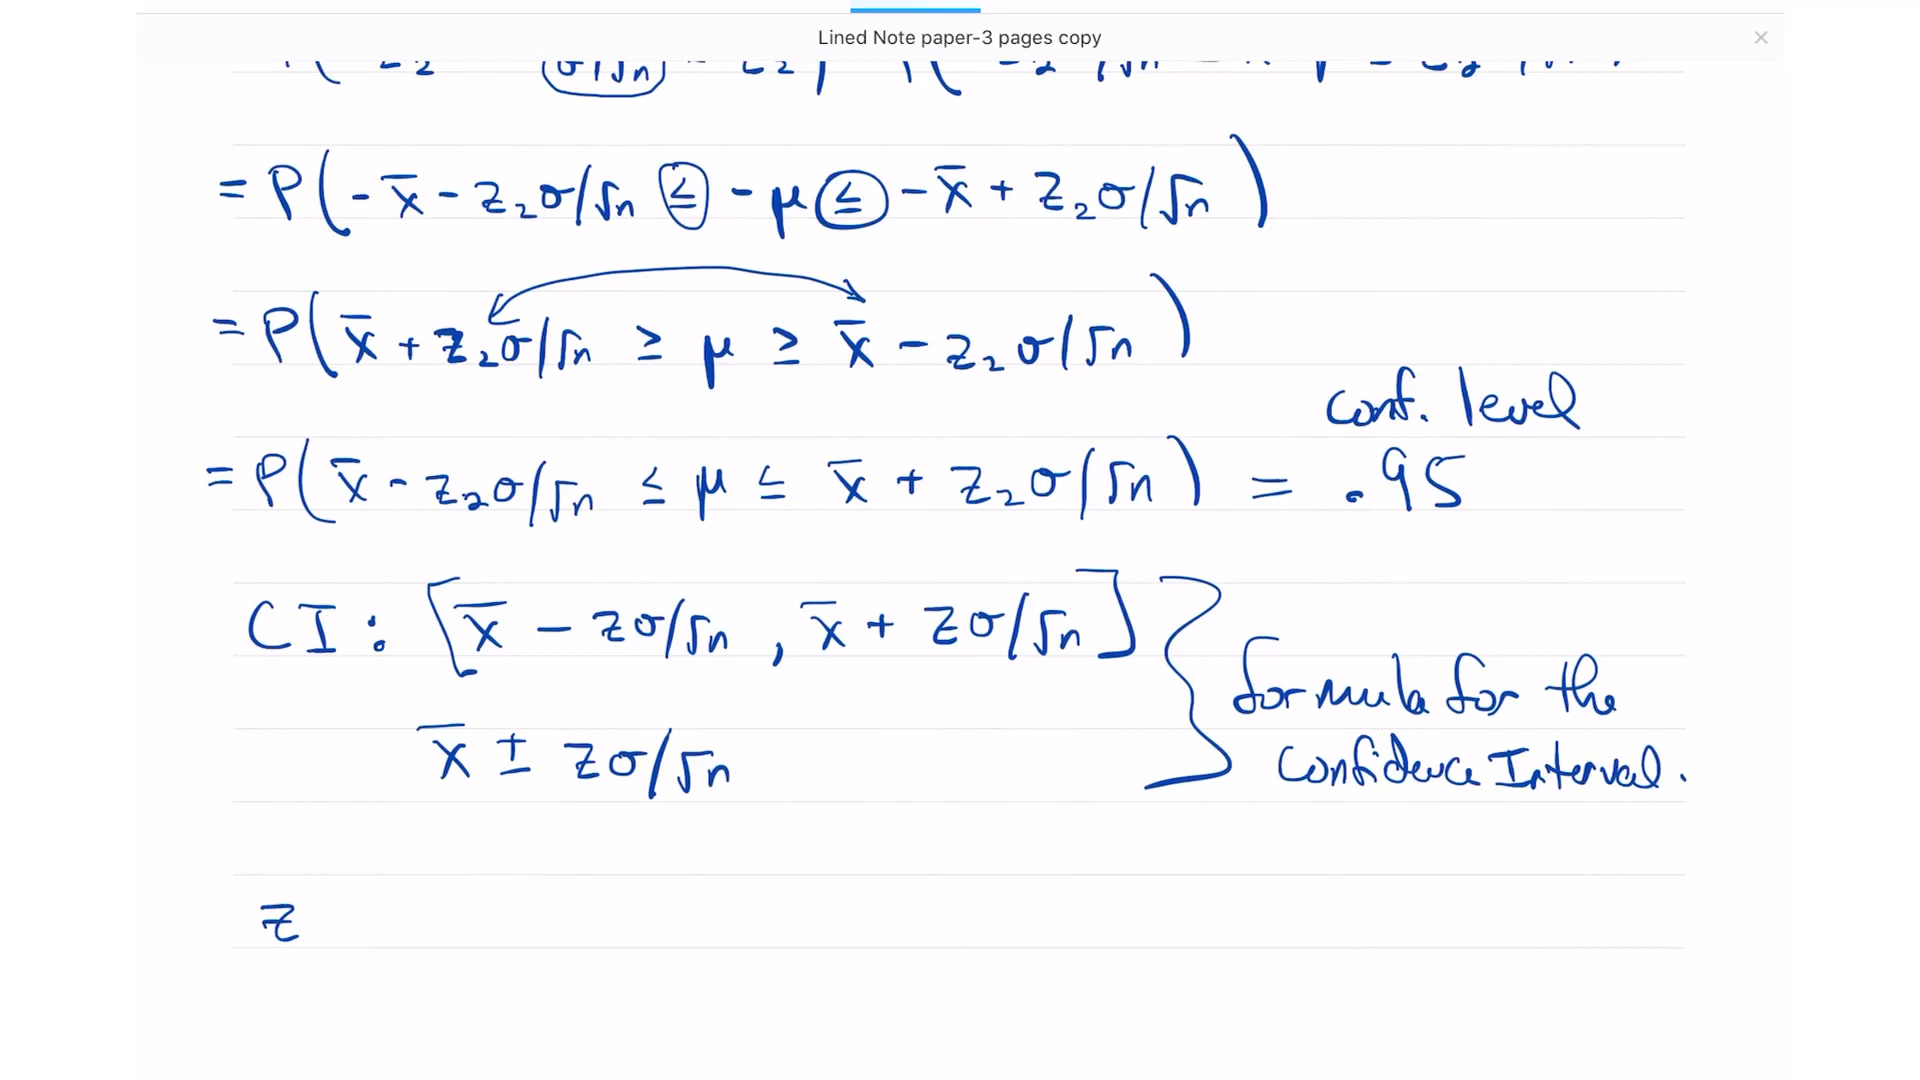 Lined Note paper-3 pages copy
= P(-x̄ - z₂σ/√n ≤ -μ ≤ -x̄ + z₂σ/√n)
= P(x̄ + z₂σ/√n ≥ μ ≥ x̄ - z₂σ/√n)
conf. level
= P(x̄ - z₂σ/√n ≤ μ ≤ x̄ + z₂σ/√n) = .95
CI: [x̄ - zσ/√n, x̄ + zσ/√n]
formula for the
x̄ ± zσ/√n
Confidence Interval.
z